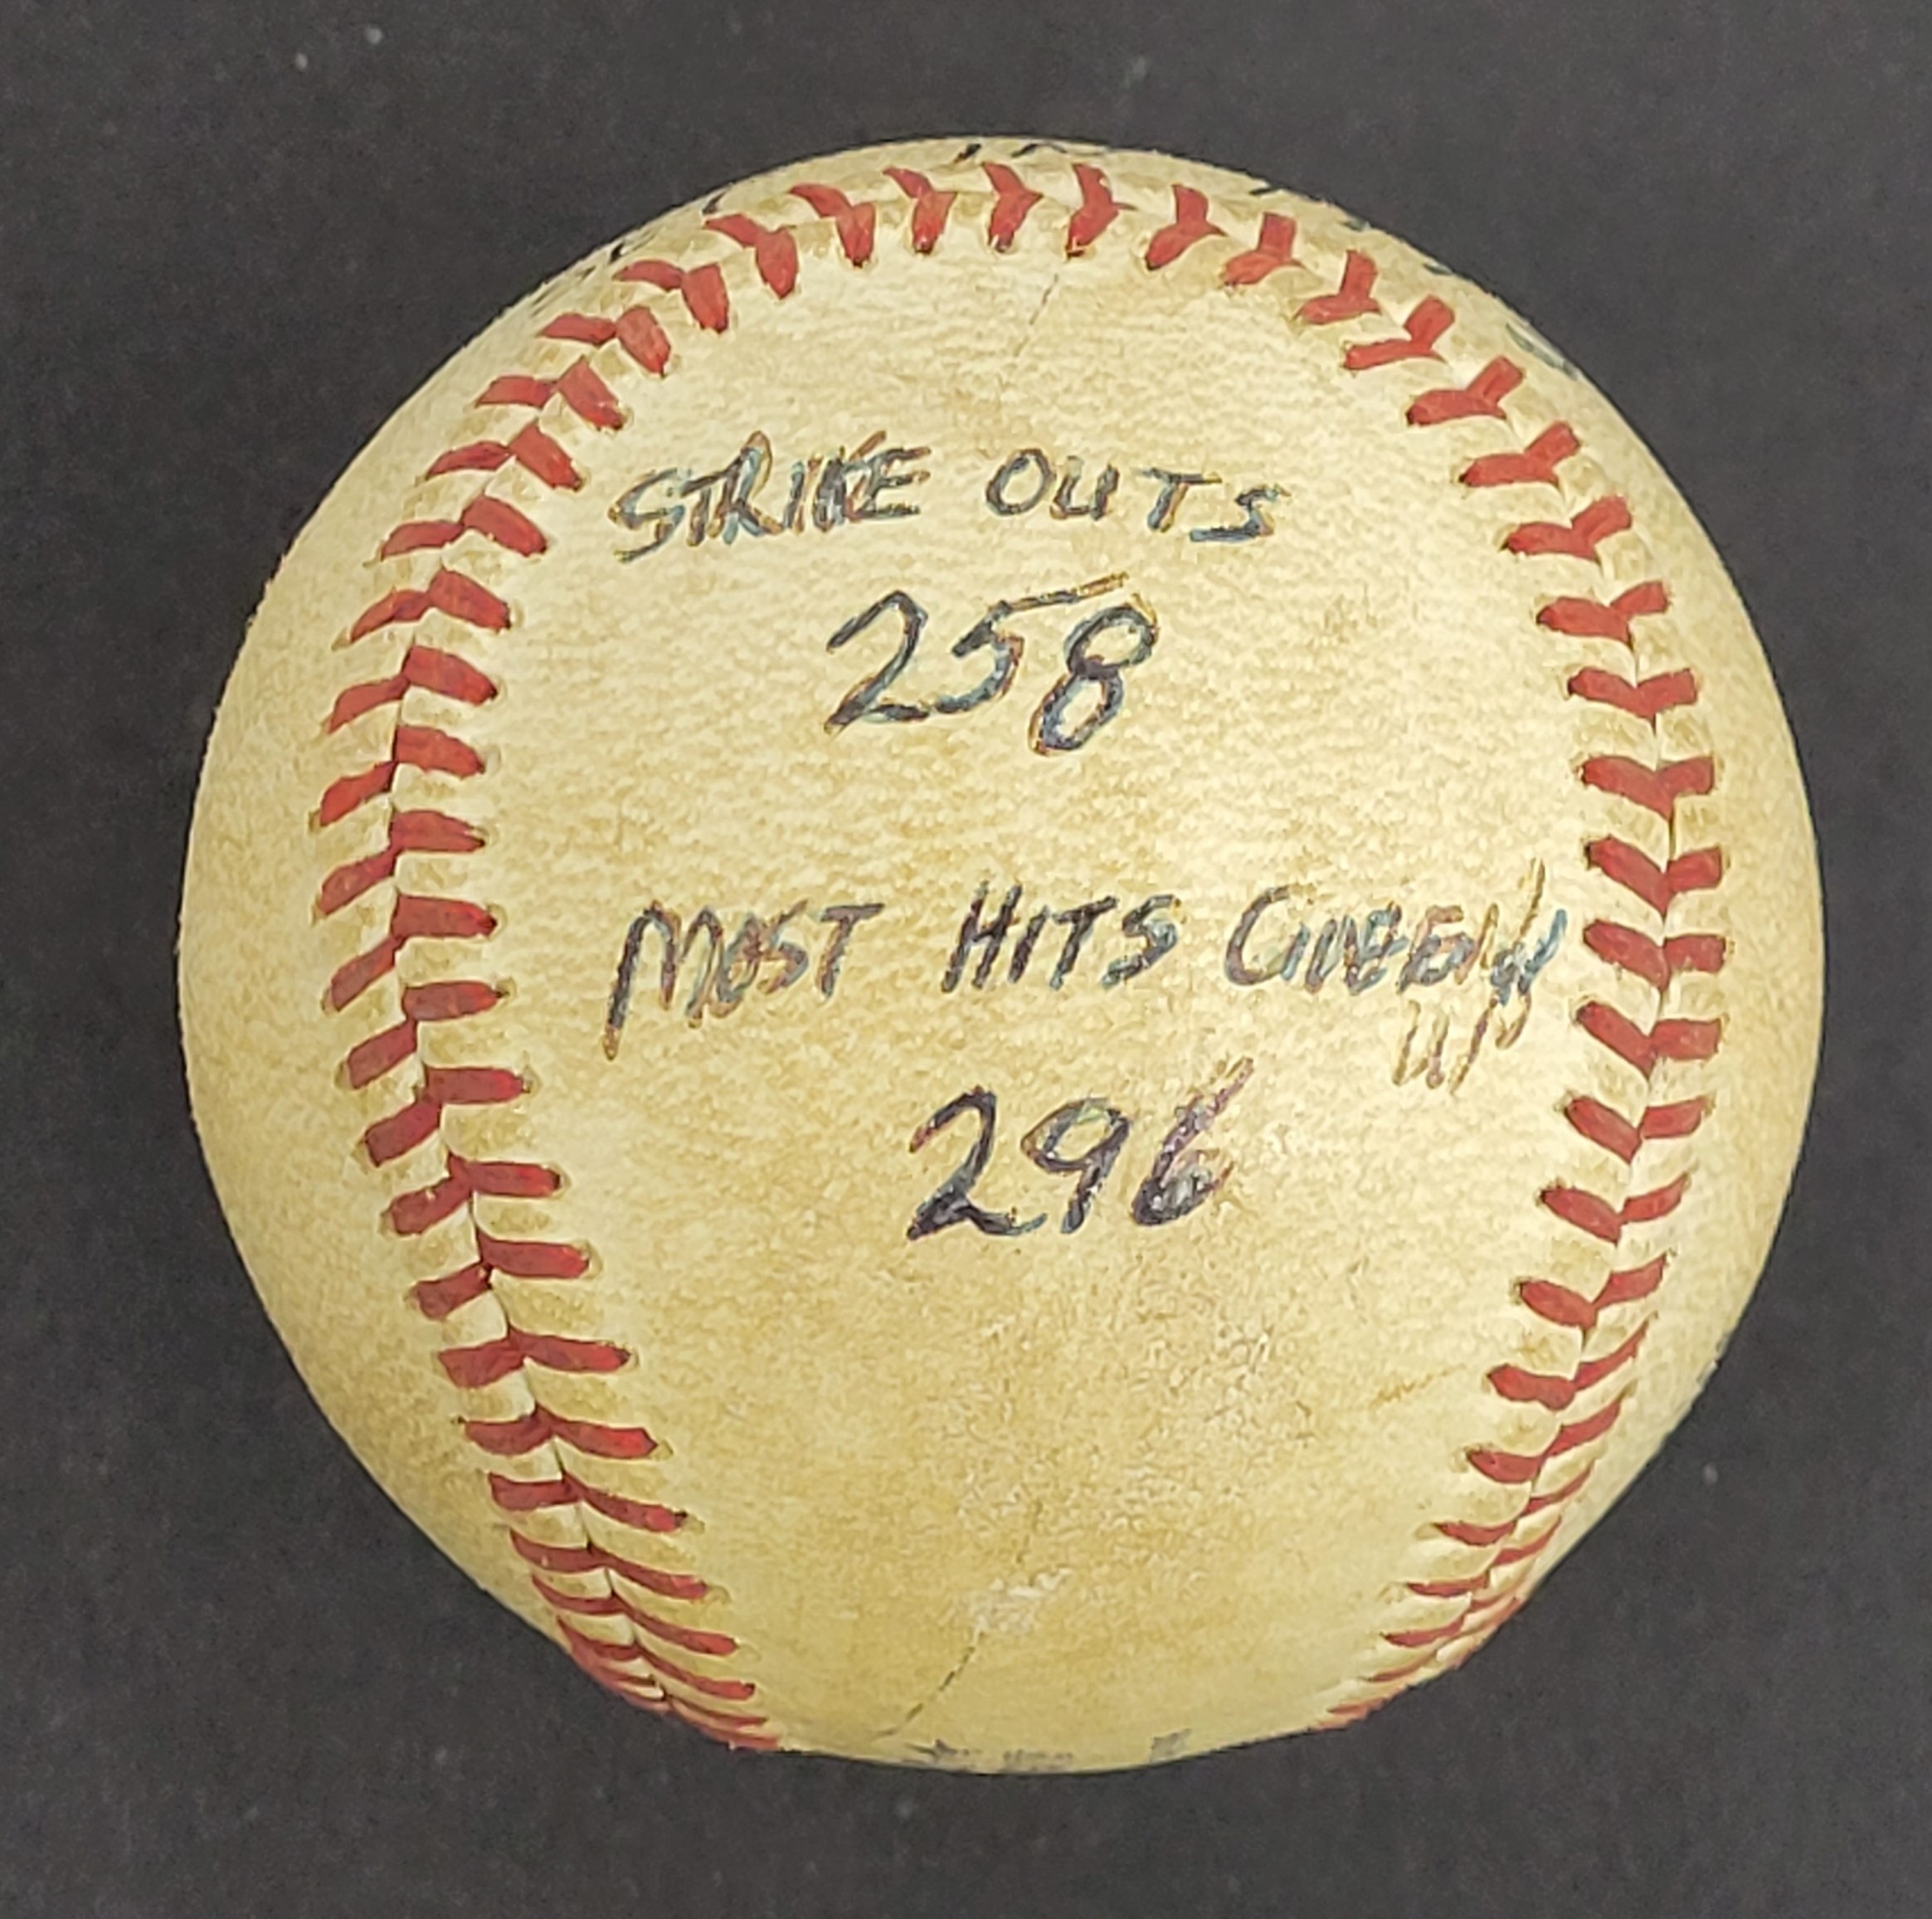 STRIKE OUTS
258
MOST HITS GIVEN
UP
296